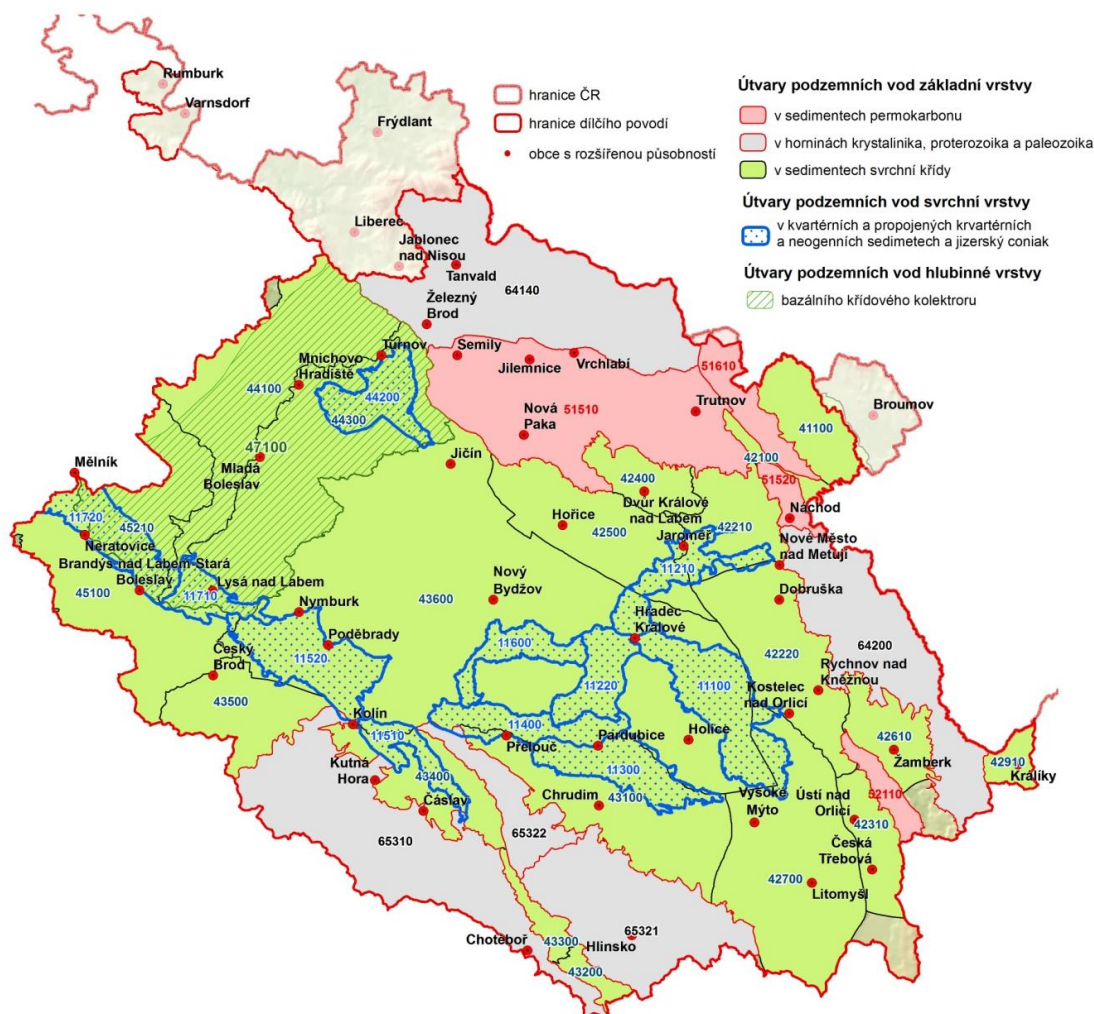 Rumburk
Varnsdorf
Frýdlant
Liberec
Jablonec
nad Nisou
Tanvald
hranice ČR
hranice dílčího povodí
obce s rozšířenou působností
Útvary podzemních vod základní vrstvy
v sedimentech permokarbonu
v horninách krystalinika, proterozoika a paleozoika
v sedimentech svrchní křídy
Útvary podzemních vod svrchní vrstvy
v kvartérních a propojených krvartérních
a neogenních sedimetech a jizerský coniak
Útvary podzemních vod hlubinné vrstvy
bazálního křídového kolektroru
64140
Železný
Brod
Turnov
Semily
Jilemnice
Vrchlabí
Mnichovo
Hradiště
44100
44200
44300
51610
51510
Trutnov
Nová
Paka
Broumov
41100
42100
47100
Mladá
Boleslav
Jičín
Mělník
42400
Dvůr Králové
nad Labem
51520
Náchod
Hořice
42500
42210
Jaroměř
Nové Město
nad Metují
11720
45210
Neratovice
Brandýs nad Labem-Stará
Boleslav
11710
Lysá nad Labem
45100
Nymburk
43600
Nový
Bydžov
11210
Dobruška
Hradec
Králové
Poděbrady
11520
Český
Brod
43500
11600
11220
11100
42220
64200
Rychnov nad
Kněžnou
Kostelec
nad Orlicí
Kolín
11510
11400
Přelouč
Pardubice
11300
Holice
42610
Žamberk
42910
Králíky
Kutná
Hora
43400
Čáslav
Chrudim
43100
Vysoké
Mýto
Ústí nad
Orlicí
52110
42310
Česká
Třebová
65310
65322
42700
Litomyšl
65321
Chotěboř
43300
Hlinsko
43200